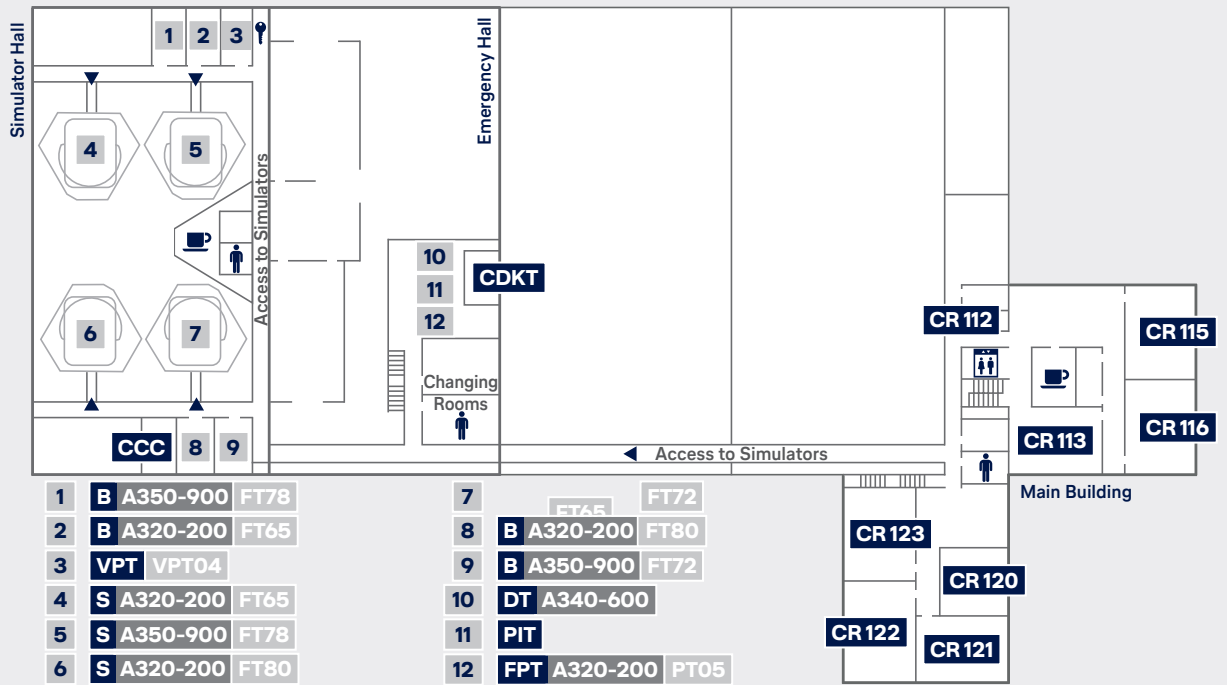 Simulator Hall
1 2 3
Emergency Hall
4 5
Access to Simulators
10
11
12
CDKT
6 7
Changing
Rooms
CR 112
CR 115
CR 113
CR 116
CCC 8 9
Access to Simulators
Main Building
CR 123
CR 120
CR 122
CR 121
1 B A350-900 FT78
2 B A320-200 FT65
3 VPT VPT04
4 S A320-200 FT65
5 S A350-900 FT78
6 S A320-200 FT80
7 FT65 FT72
8 B A320-200 FT80
9 B A350-900 FT72
10 DT A340-600
11 PIT
12 FPT A320-200 PT05